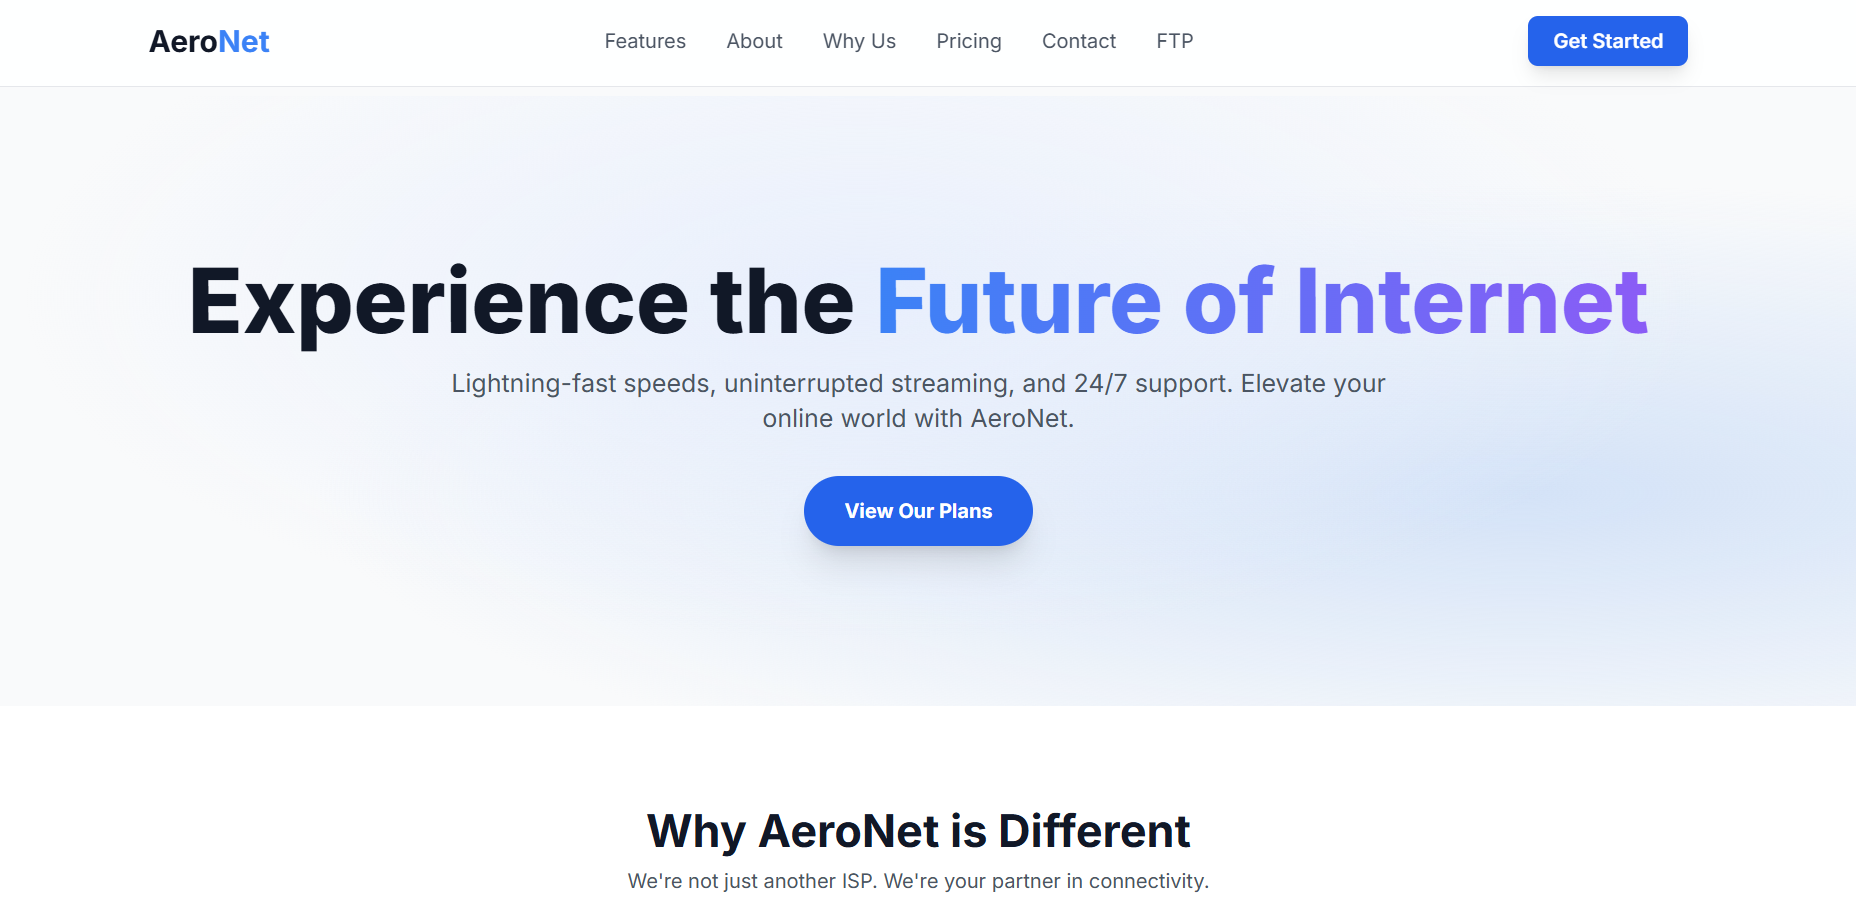 AeroNet
Features
About
Why Us
Pricing
Contact
FTP
Get Started
Experience the Future of Internet
Lightning-fast speeds, uninterrupted streaming, and 24/7 support. Elevate your
online world with AeroNet.
View Our Plans
Why AeroNet is Different
We're not just another ISP. We're your partner in connectivity.